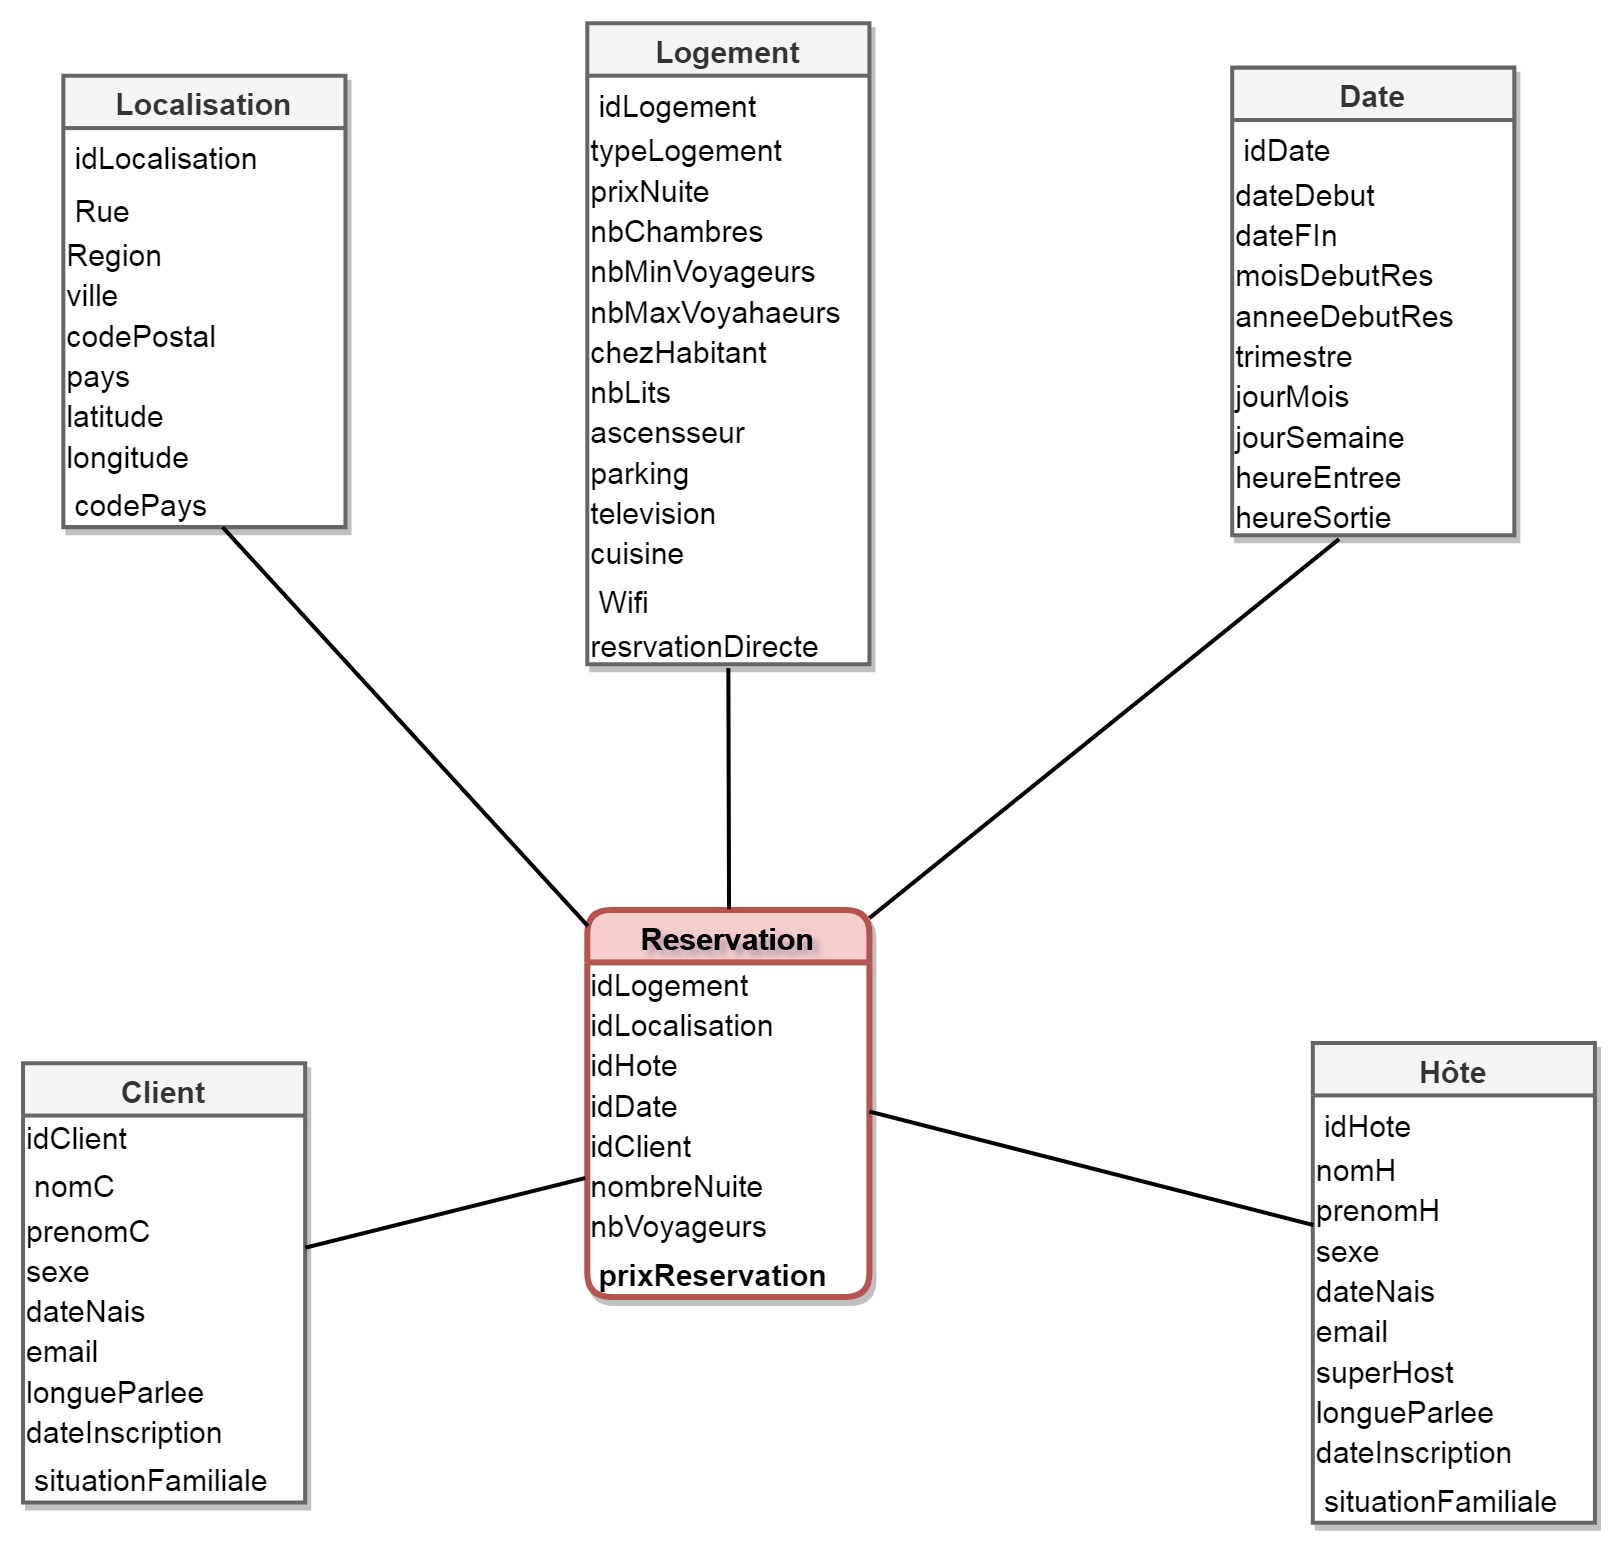 Localisation
idLocalisation
Rue
Region
ville
codePostal
pays
latitude
longitude
codePays
Logement
idLogement
typeLogement
prixNuite
nbChambres
nbMinVoyageurs
nbMaxVoyahaeurs
chezHabitant
nbLits
ascensseur
parking
television
cuisine
Wifi
resrvationDirecte
Date
idDate
dateDebut
dateFIn
moisDebutRes
anneeDebutRes
trimestre
jourMois
jourSemaine
heureEntree
heureSortie
Reservation
idLogement
idLocalisation
idHote
idDate
idClient
nombreNuite
nbVoyageurs
prixReservation
Client
idClient
nomC
prenomC
sexe
dateNais
email
longueParlee
dateInscription
situationFamiliale
Hôte
idHote
nomH
prenomH
sexe
dateNais
email
superHost
longueParlee
dateInscription
situationFamiliale